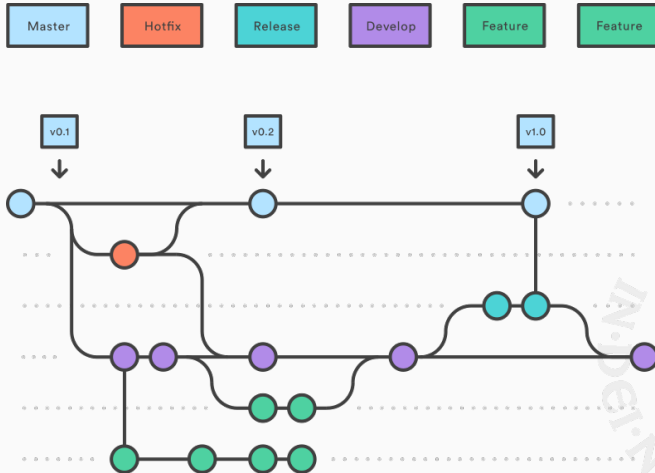 Master
Hotfix
Release
Develop
Feature
Feature
v0.1
v0.2
v1.0